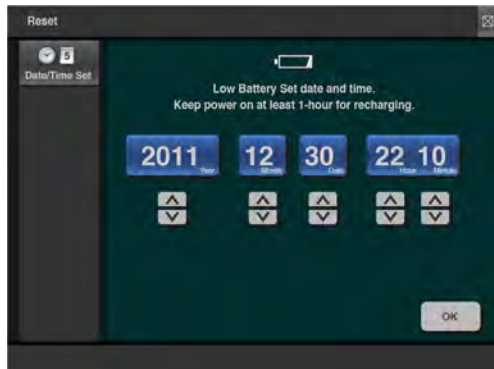 Reset
5
Date/Time Set
Low Battery Set date and time.
Keep power on at least 1-hour for recharging.
2011 Year 12 Month 30 Date 22 Hour 10 Minute
OK